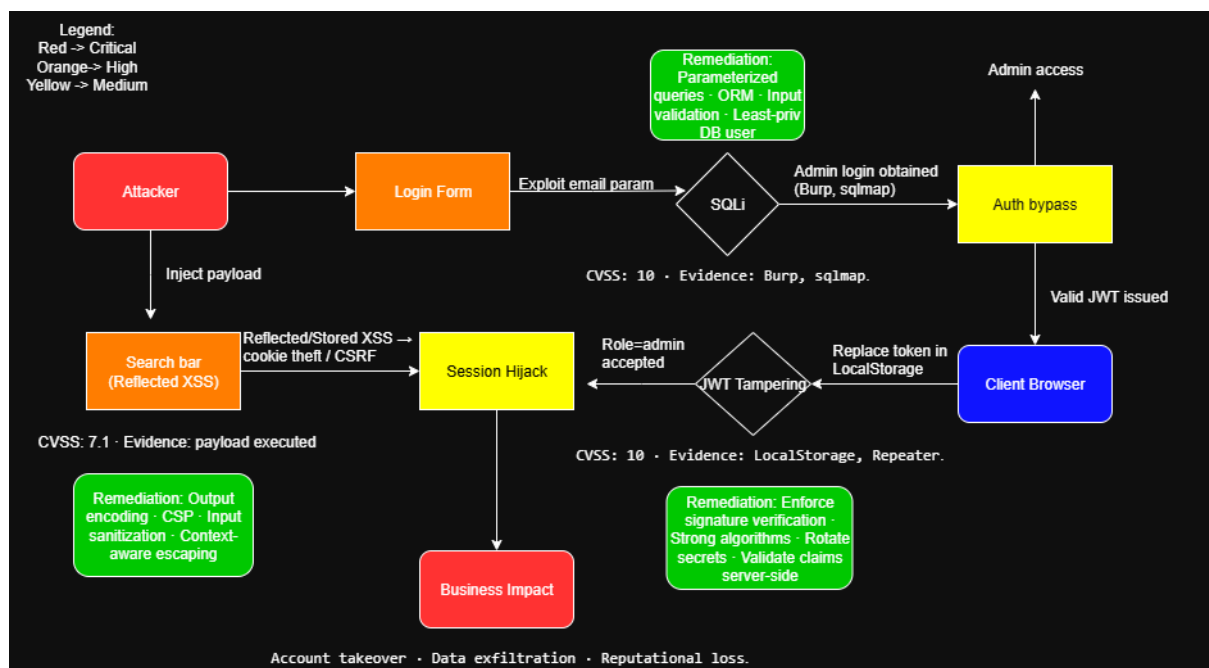 Legend:
Red -> Critical
Orange-> High
Yellow -> Medium
Remediation:
Parameterized
queries · ORM · Input
validation · Least-priv
DB user
Admin access
Attacker
Login Form
Exploit email param
SQLi
Admin login obtained
(Burp, sqlmap)
Auth bypass
CVSS: 10 · Evidence: Burp, sqlmap.
Inject payload
Valid JWT issued
Search bar
(Reflected XSS)
Reflected/Stored XSS →
cookie theft / CSRF
Session Hijack
Role=admin
accepted
JWT Tampering
Replace token in
LocalStorage
Client Browser
CVSS: 7.1 · Evidence: payload executed
CVSS: 10 · Evidence: LocalStorage, Repeater.
Remediation: Output
encoding · CSP · Input
sanitization · Context-
aware escaping
Remediation: Enforce
signature verification ·
Strong algorithms · Rotate
secrets · Validate claims
server-side
Business Impact
Account takeover · Data exfiltration · Reputational loss.